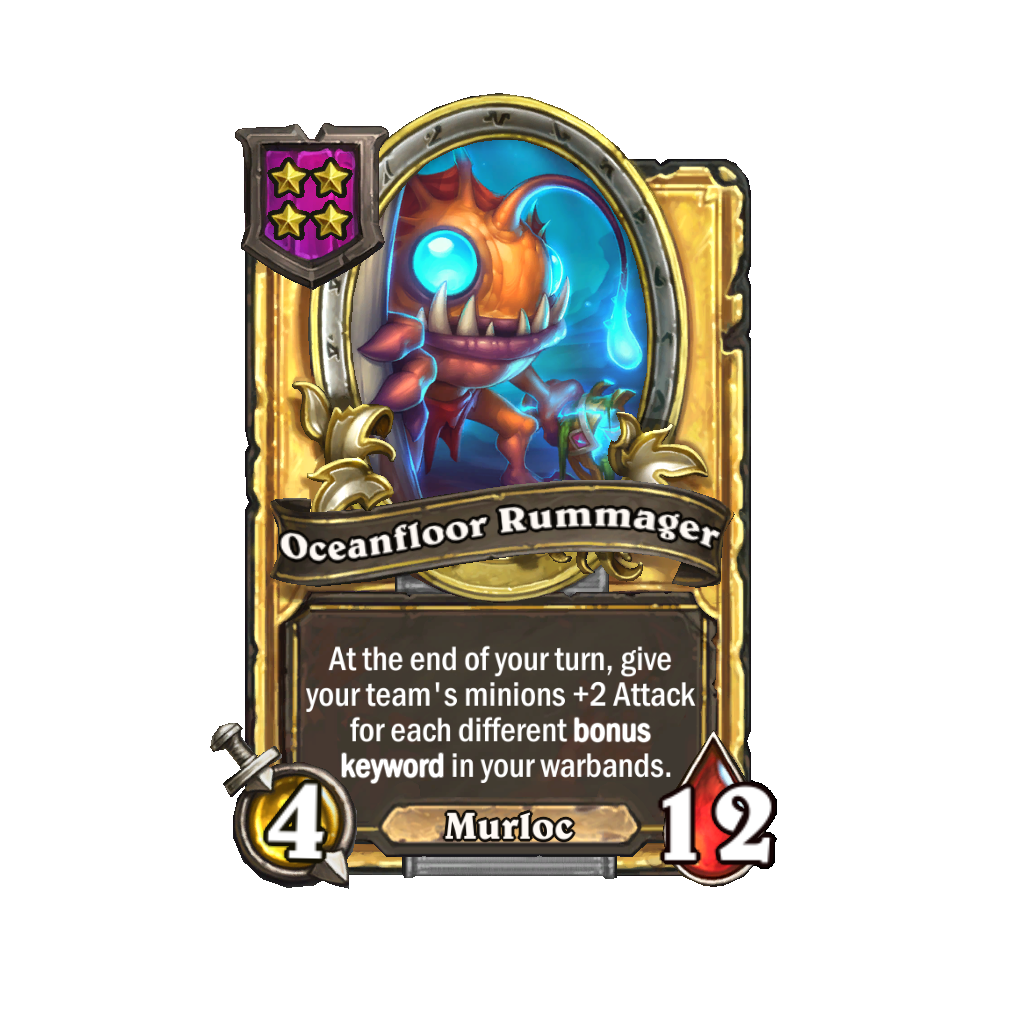 Oceanfloor Rummager
At the end of your turn, give
your team's minions +2 Attack
for each different bonus
keyword in your warbands.
4
Murloc
12